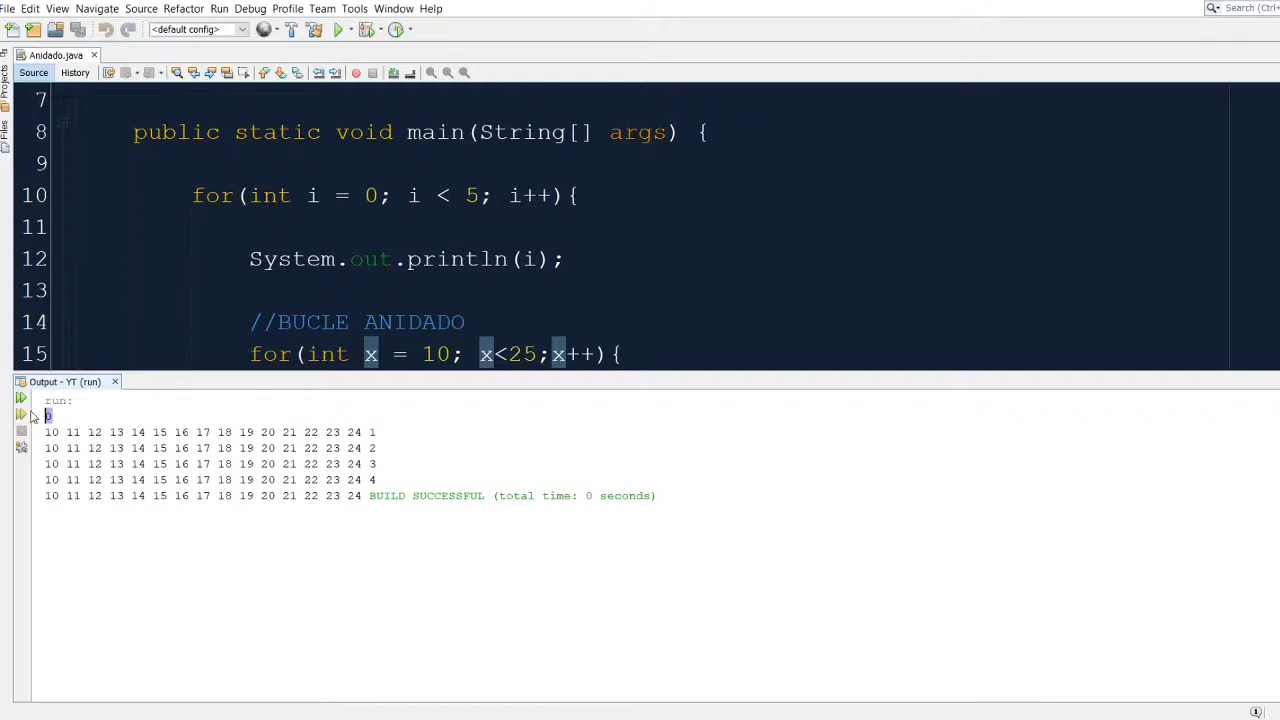 File Edit View Navigate Source Refactor Run Debug Profile Team Tools Window Help
Search (Ctrl+
<default config>
Anidado.java
Projects
Files
Source History
7
8 public static void main(String[] args) {
9
10 for(int i = 0; i < 5; i++){
11
12 System.out.println(i);
13
14 //BUCLE ANIDADO
15 for(int x = 10; x<25;x++){
Output - YT (run)
run:
0
10 11 12 13 14 15 16 17 18 19 20 21 22 23 24 1
10 11 12 13 14 15 16 17 18 19 20 21 22 23 24 2
10 11 12 13 14 15 16 17 18 19 20 21 22 23 24 3
10 11 12 13 14 15 16 17 18 19 20 21 22 23 24 4
10 11 12 13 14 15 16 17 18 19 20 21 22 23 24 BUILD SUCCESSFUL (total time: 0 seconds)